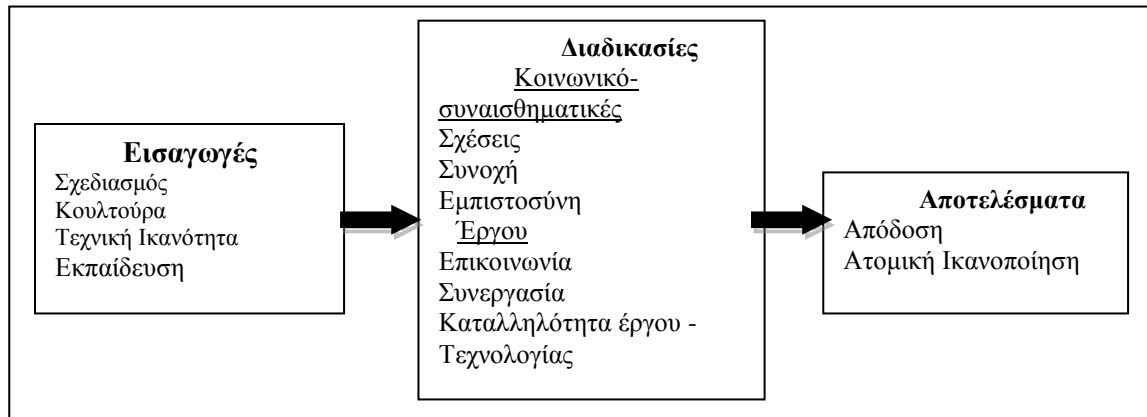 Εισαγωγές
Σχεδιασμός
Κουλτούρα
Τεχνική Ικανότητα
Εκπαίδευση
Διαδικασίες
Κοινωνικό-
συναισθηματικές
Σχέσεις
Συνοχή
Εμπιστοσύνη
Έργου
Επικοινωνία
Συνεργασία
Καταλληλότητα έργου -
Τεχνολογίας
Αποτελέσματα
Απόδοση
Ατομική Ικανοποίηση